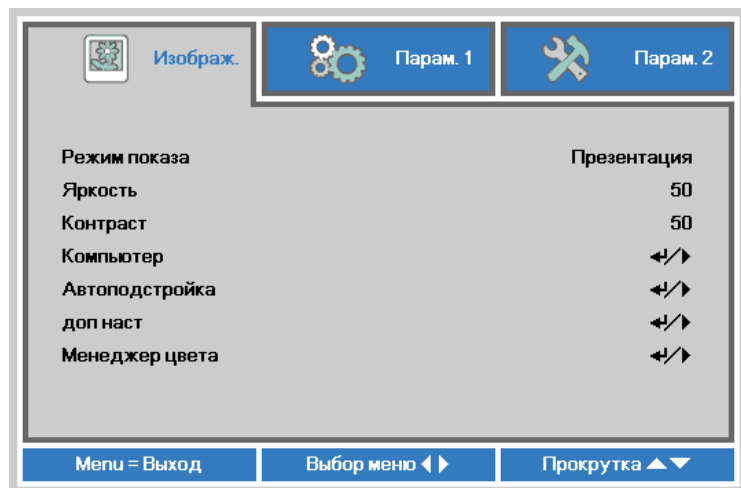 Изображ. Парам. 1 Парам. 2
Режим показа Презентация
Яркость 50
Контраст 50
Компьютер
Автоподстройка
доп наст
Менеджер цвета
Menu = Выход Выбор меню Прокрутка